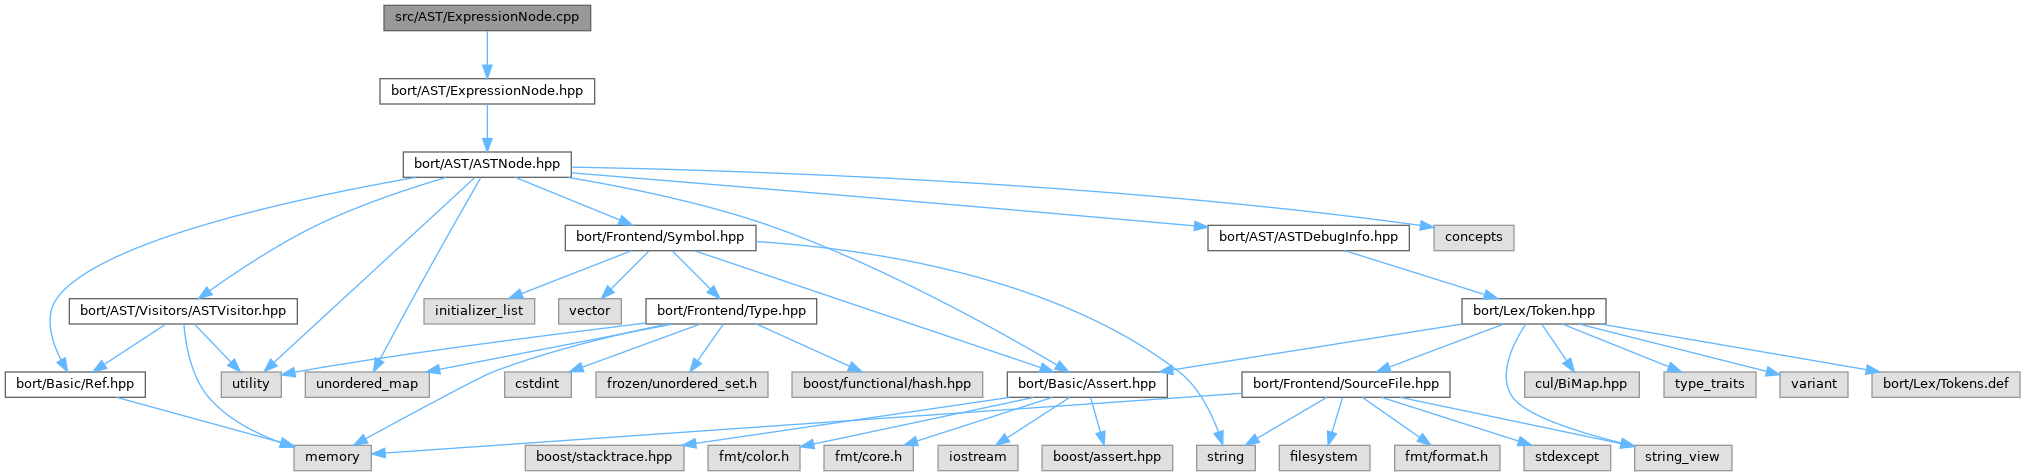 src/AST/ExpressionNode.cpp
bort/AST/ExpressionNode.hpp
bort/AST/ASTNode.hpp
bort/Frontend/Symbol.hpp
bort/AST/ASTDebugInfo.hpp
concepts
bort/AST/Visitors/ASTVisitor.hpp
initializer_list
vector
bort/Frontend/Type.hpp
bort/Lex/Token.hpp
bort/Basic/Ref.hpp
utility
unordered_map
cstdint
frozen/unordered_set.h
boost/functional/hash.hpp
bort/Basic/Assert.hpp
bort/Frontend/SourceFile.hpp
cul/BiMap.hpp
type_traits
variant
bort/Lex/Tokens.def
memory
boost/stacktrace.hpp
fmt/color.h
fmt/core.h
iostream
boost/assert.hpp
string
filesystem
fmt/format.h
stdexcept
string_view